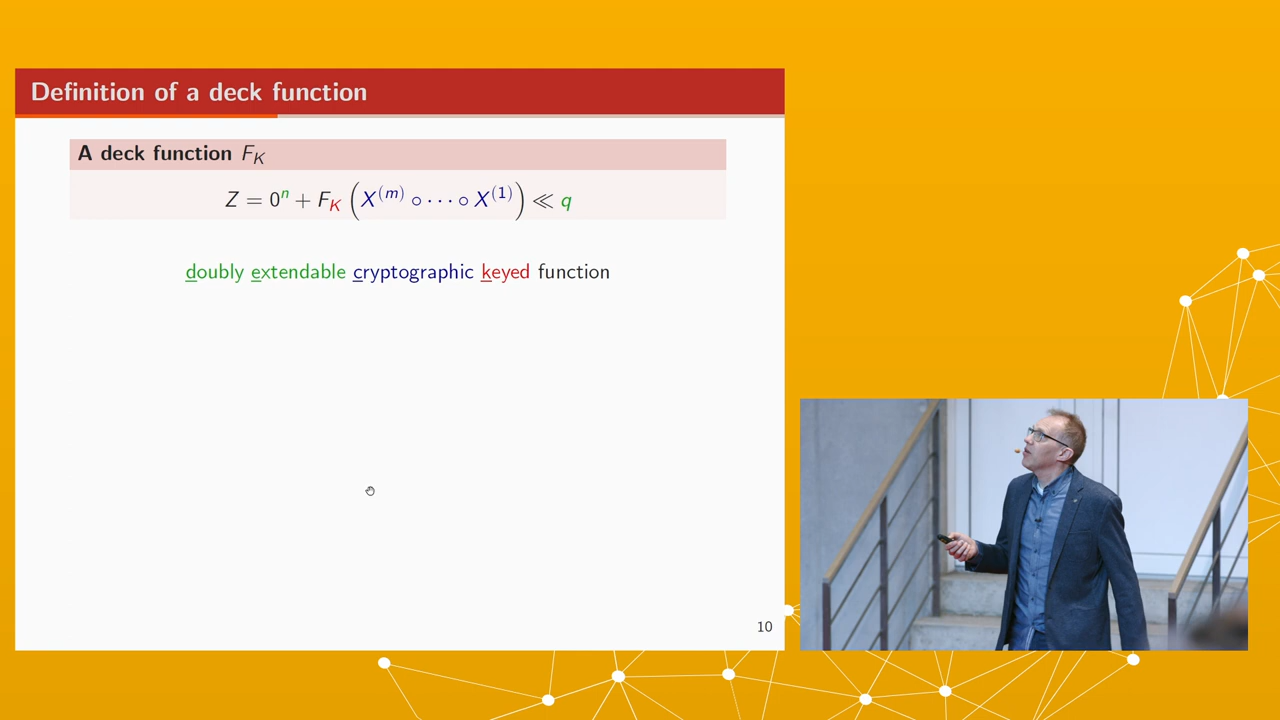 Definition of a deck function
A deck function F_K
Z = 0^n + F_K (X^(m) ∘ ⋯ ∘ X^(1)) ≪ q
doubly extendable cryptographic keyed function
10